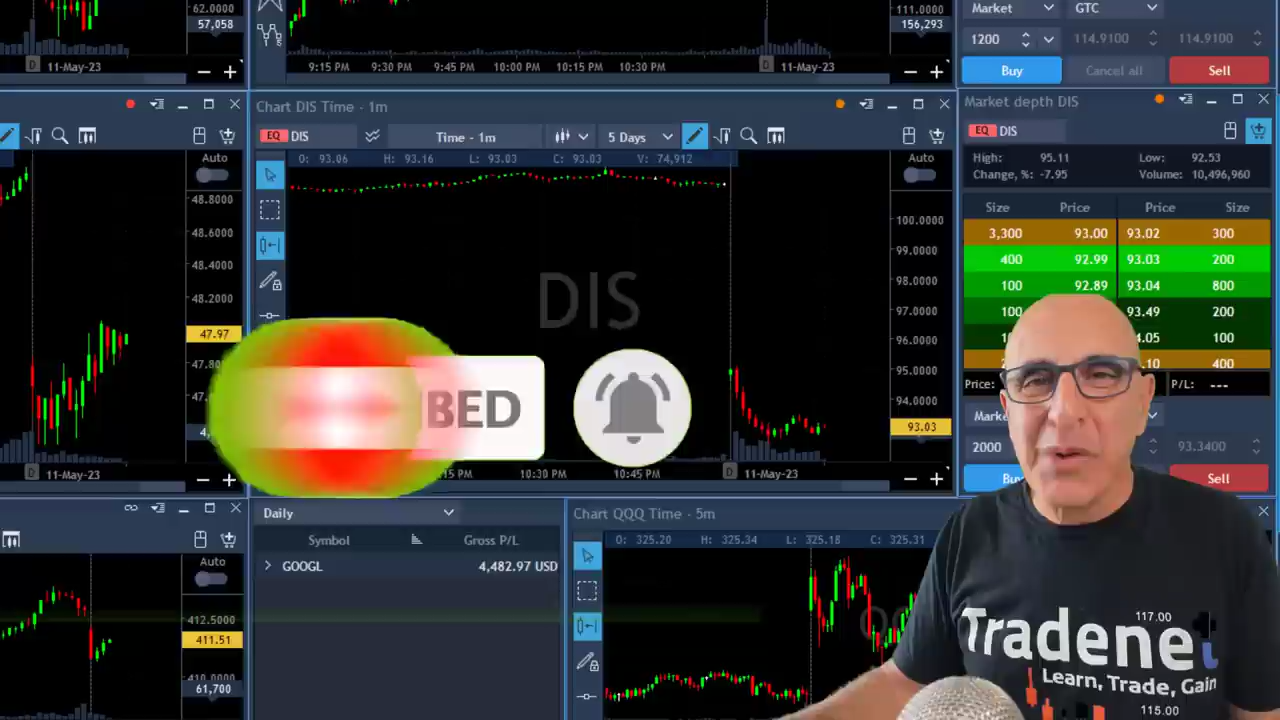 62.0000
57,058
11-May-23
9:15 PM 9:30 PM 9:45 PM 10:00 PM 10:15 PM 10:30 PM
11-May-23
111.0000
156,293
Market GTC
1200 114.9100 114.9100
Buy Cancel all Sell
Auto
48.8000
48.6000
48.4000
48.2000
47.97
11-May-23
Chart DIS Time - 1m
EQ DIS Time - 1m 5 Days
O: 93.06 H: 93.16 L: 93.03 C: 93.03 V: 74,912
Auto
DIS
100.0000
99.0000
98.0000
97.0000
96.0000
95.0000
94.0000
93.03
BED
10:30 PM 10:45 PM 11-May-23
Market depth DIS
EQ DIS
High: 95.11 Low: 92.53
Change, %: -7.95 Volume: 10,496,960
Size Price Price Size
3,300 93.00 93.02 300
400 92.99 93.03 200
100 92.89 93.04 800
93.49 200
100
400
Price: P/L: ---
2000 93.3400
Sell
Auto
412.5000
411.51
410.0000
61,700
Daily
Symbol Gross P/L
GOOGL 4,482.97 USD
Chart QQQ Time - 5m
O: 325.20 H: 325.34 L: 325.18 C: 325.31
117.00
Learn, Trade, Gain
115.00